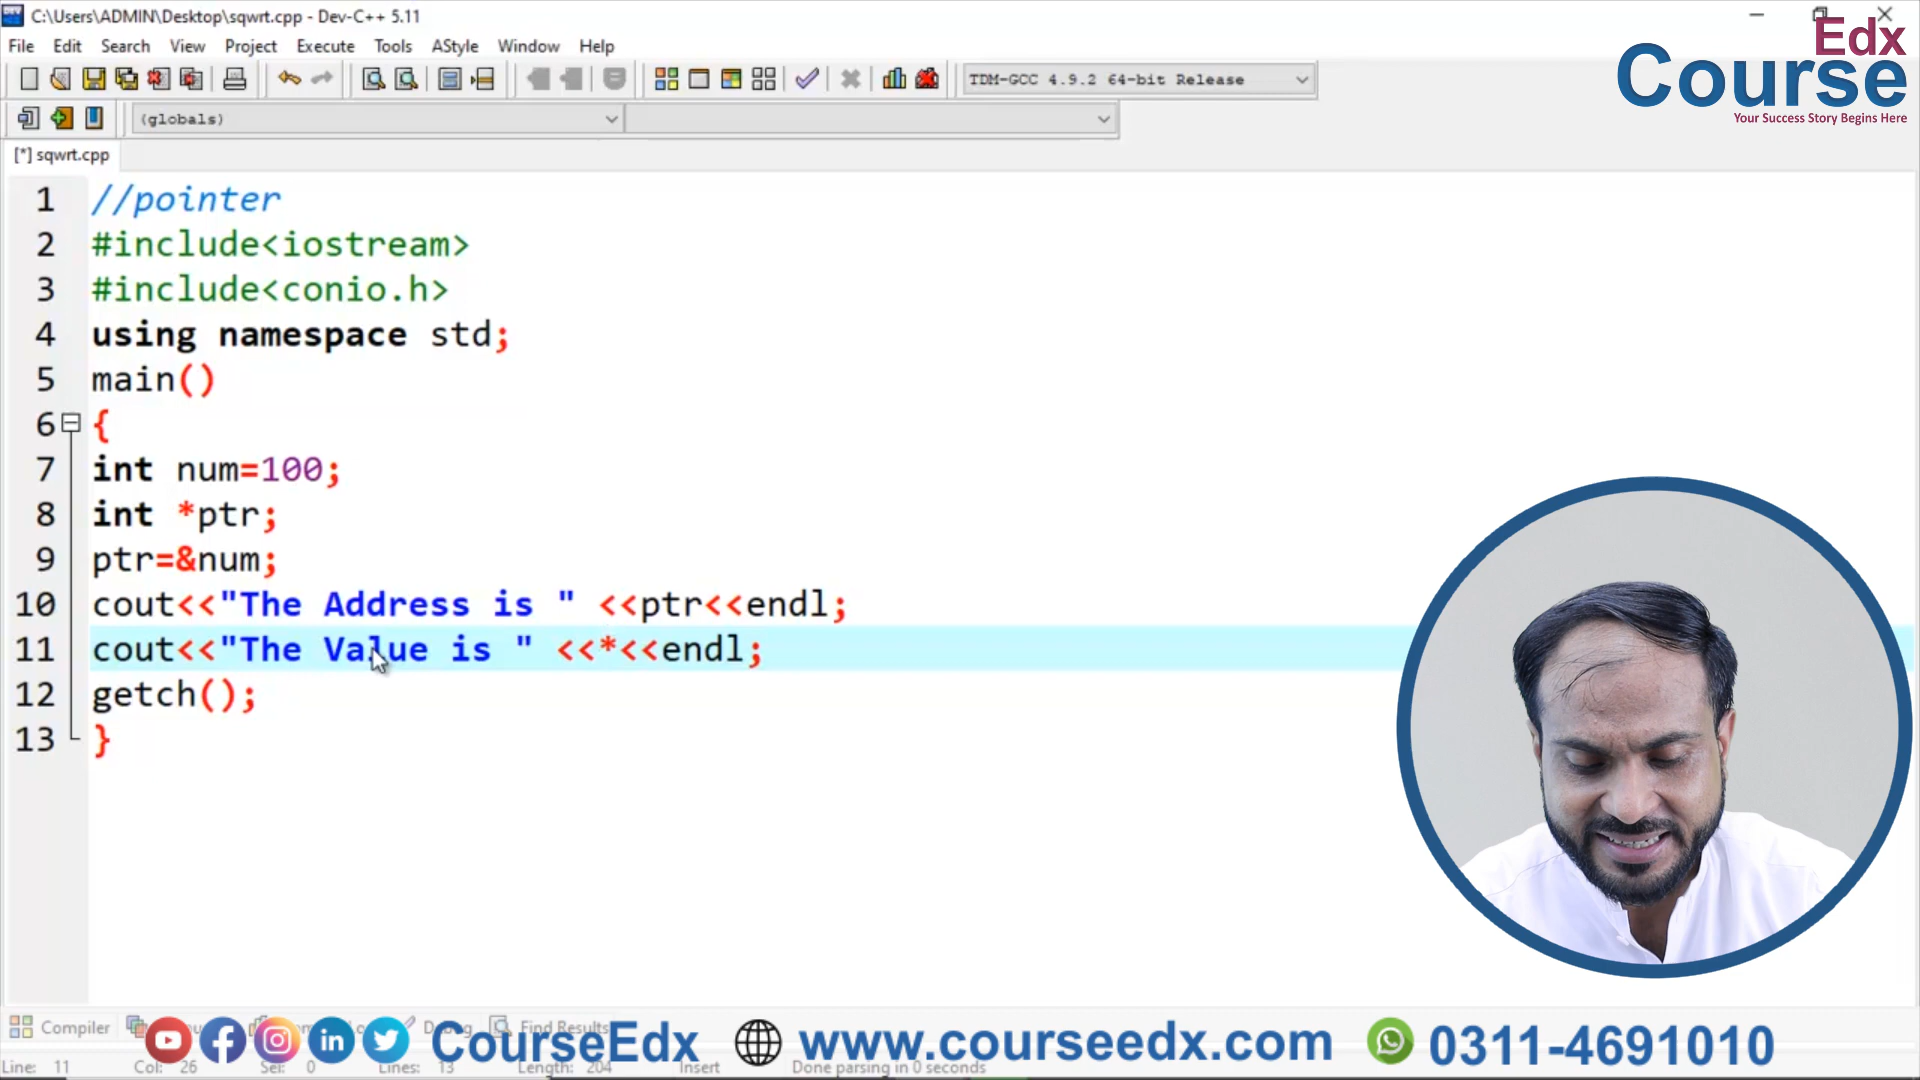 C:\Users\ADMIN\Desktop\sqwrt.cpp - Dev-C++ 5.11
File Edit Search View Project Execute Tools AStyle Window Help
Edx
Course
Your Success Story Begins Here
TDM-GCC 4.9.2 64-bit Release
(globals)
[*] sqwrt.cpp
1 //pointer
2 #include<iostream>
3 #include<conio.h>
4 using namespace std;
5 main()
6 {
7 int num=100;
8 int *ptr;
9 ptr=&num;
10 cout<<"The Address is " <<ptr<<endl;
11 cout<<"The Value is " <<*<<endl;
12 getch();
13 }
Compiler Find Results
CourseEdx www.courseedx.com 0311-4691010
Line: 11 Col: 26 Sel: 0 Lines: 13 Length: 204 Insert Done parsing in 0 seconds